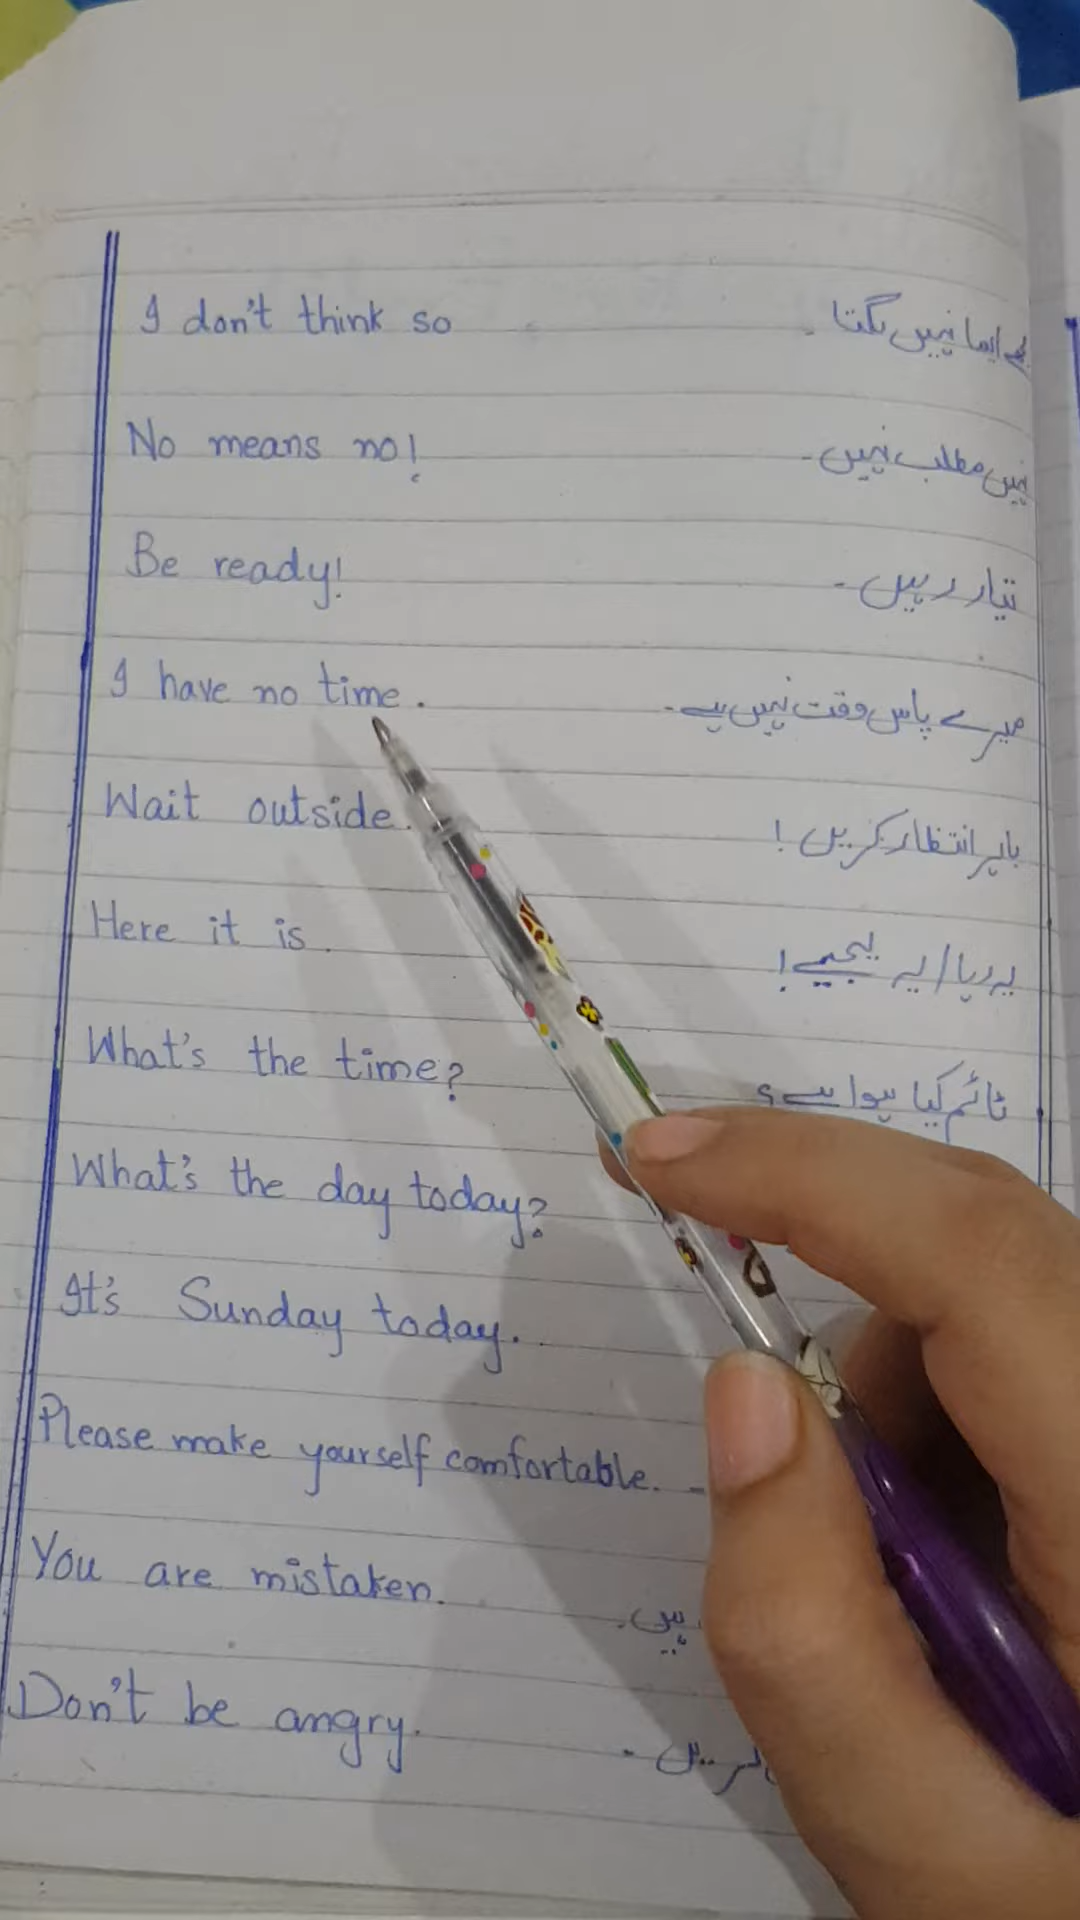 I don't think so ایسا نہیں لگتا .
No means no! نہیں مطلب نہیں -
Be ready! تیار رہیں -
I have no time. میرے پاس وقت نہیں ہے -
Wait outside. باہر انتظار کریں !
Here it is. یہ رہا / یہ لیجیے !
What's the time? ٹائم کیا ہوا ہے ؟
What's the day today?
It's Sunday today.
Please make yourself comfortable. -
You are mistaken. ہیں.
Don't be angry. -